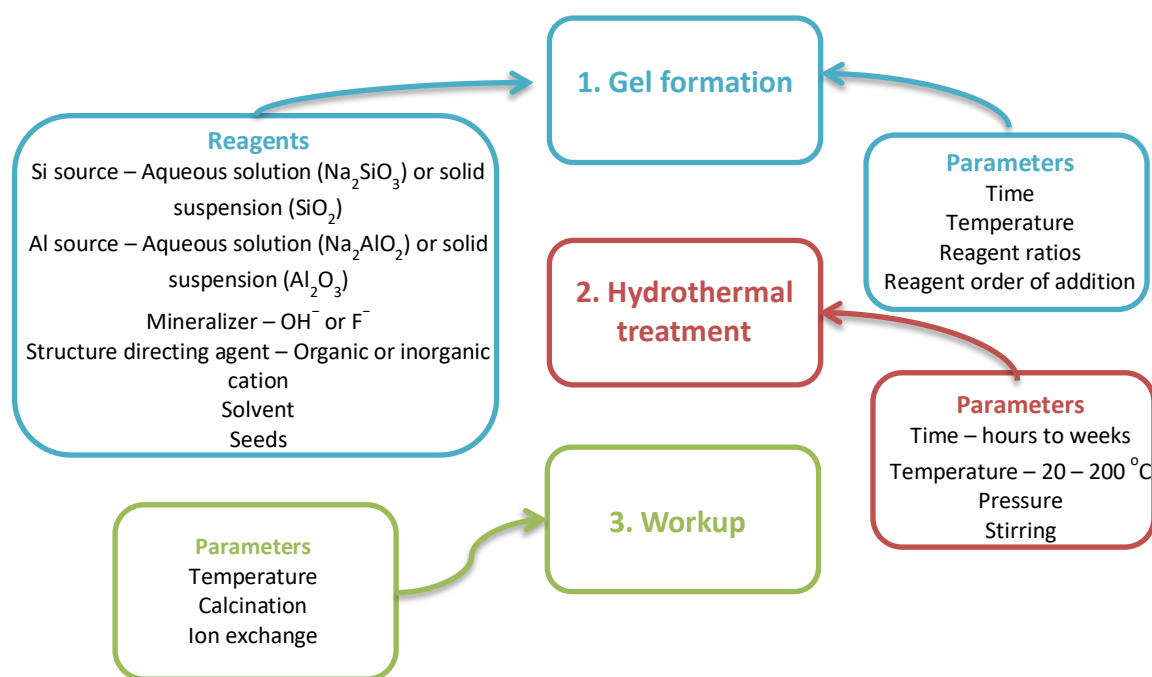 1. Gel formation
Reagents
Si source – Aqueous solution (Na₂SiO₃) or solid
suspension (SiO₂)
Al source – Aqueous solution (Na₂AlO₂) or solid
suspension (Al₂O₃)
Mineralizer – OH⁻ or F⁻
Structure directing agent – Organic or inorganic
cation
Solvent
Seeds
Parameters
Time
Temperature
Reagent ratios
Reagent order of addition
2. Hydrothermal
treatment
Parameters
Time – hours to weeks
Temperature – 20 – 200 °C
Pressure
Stirring
3. Workup
Parameters
Temperature
Calcination
Ion exchange